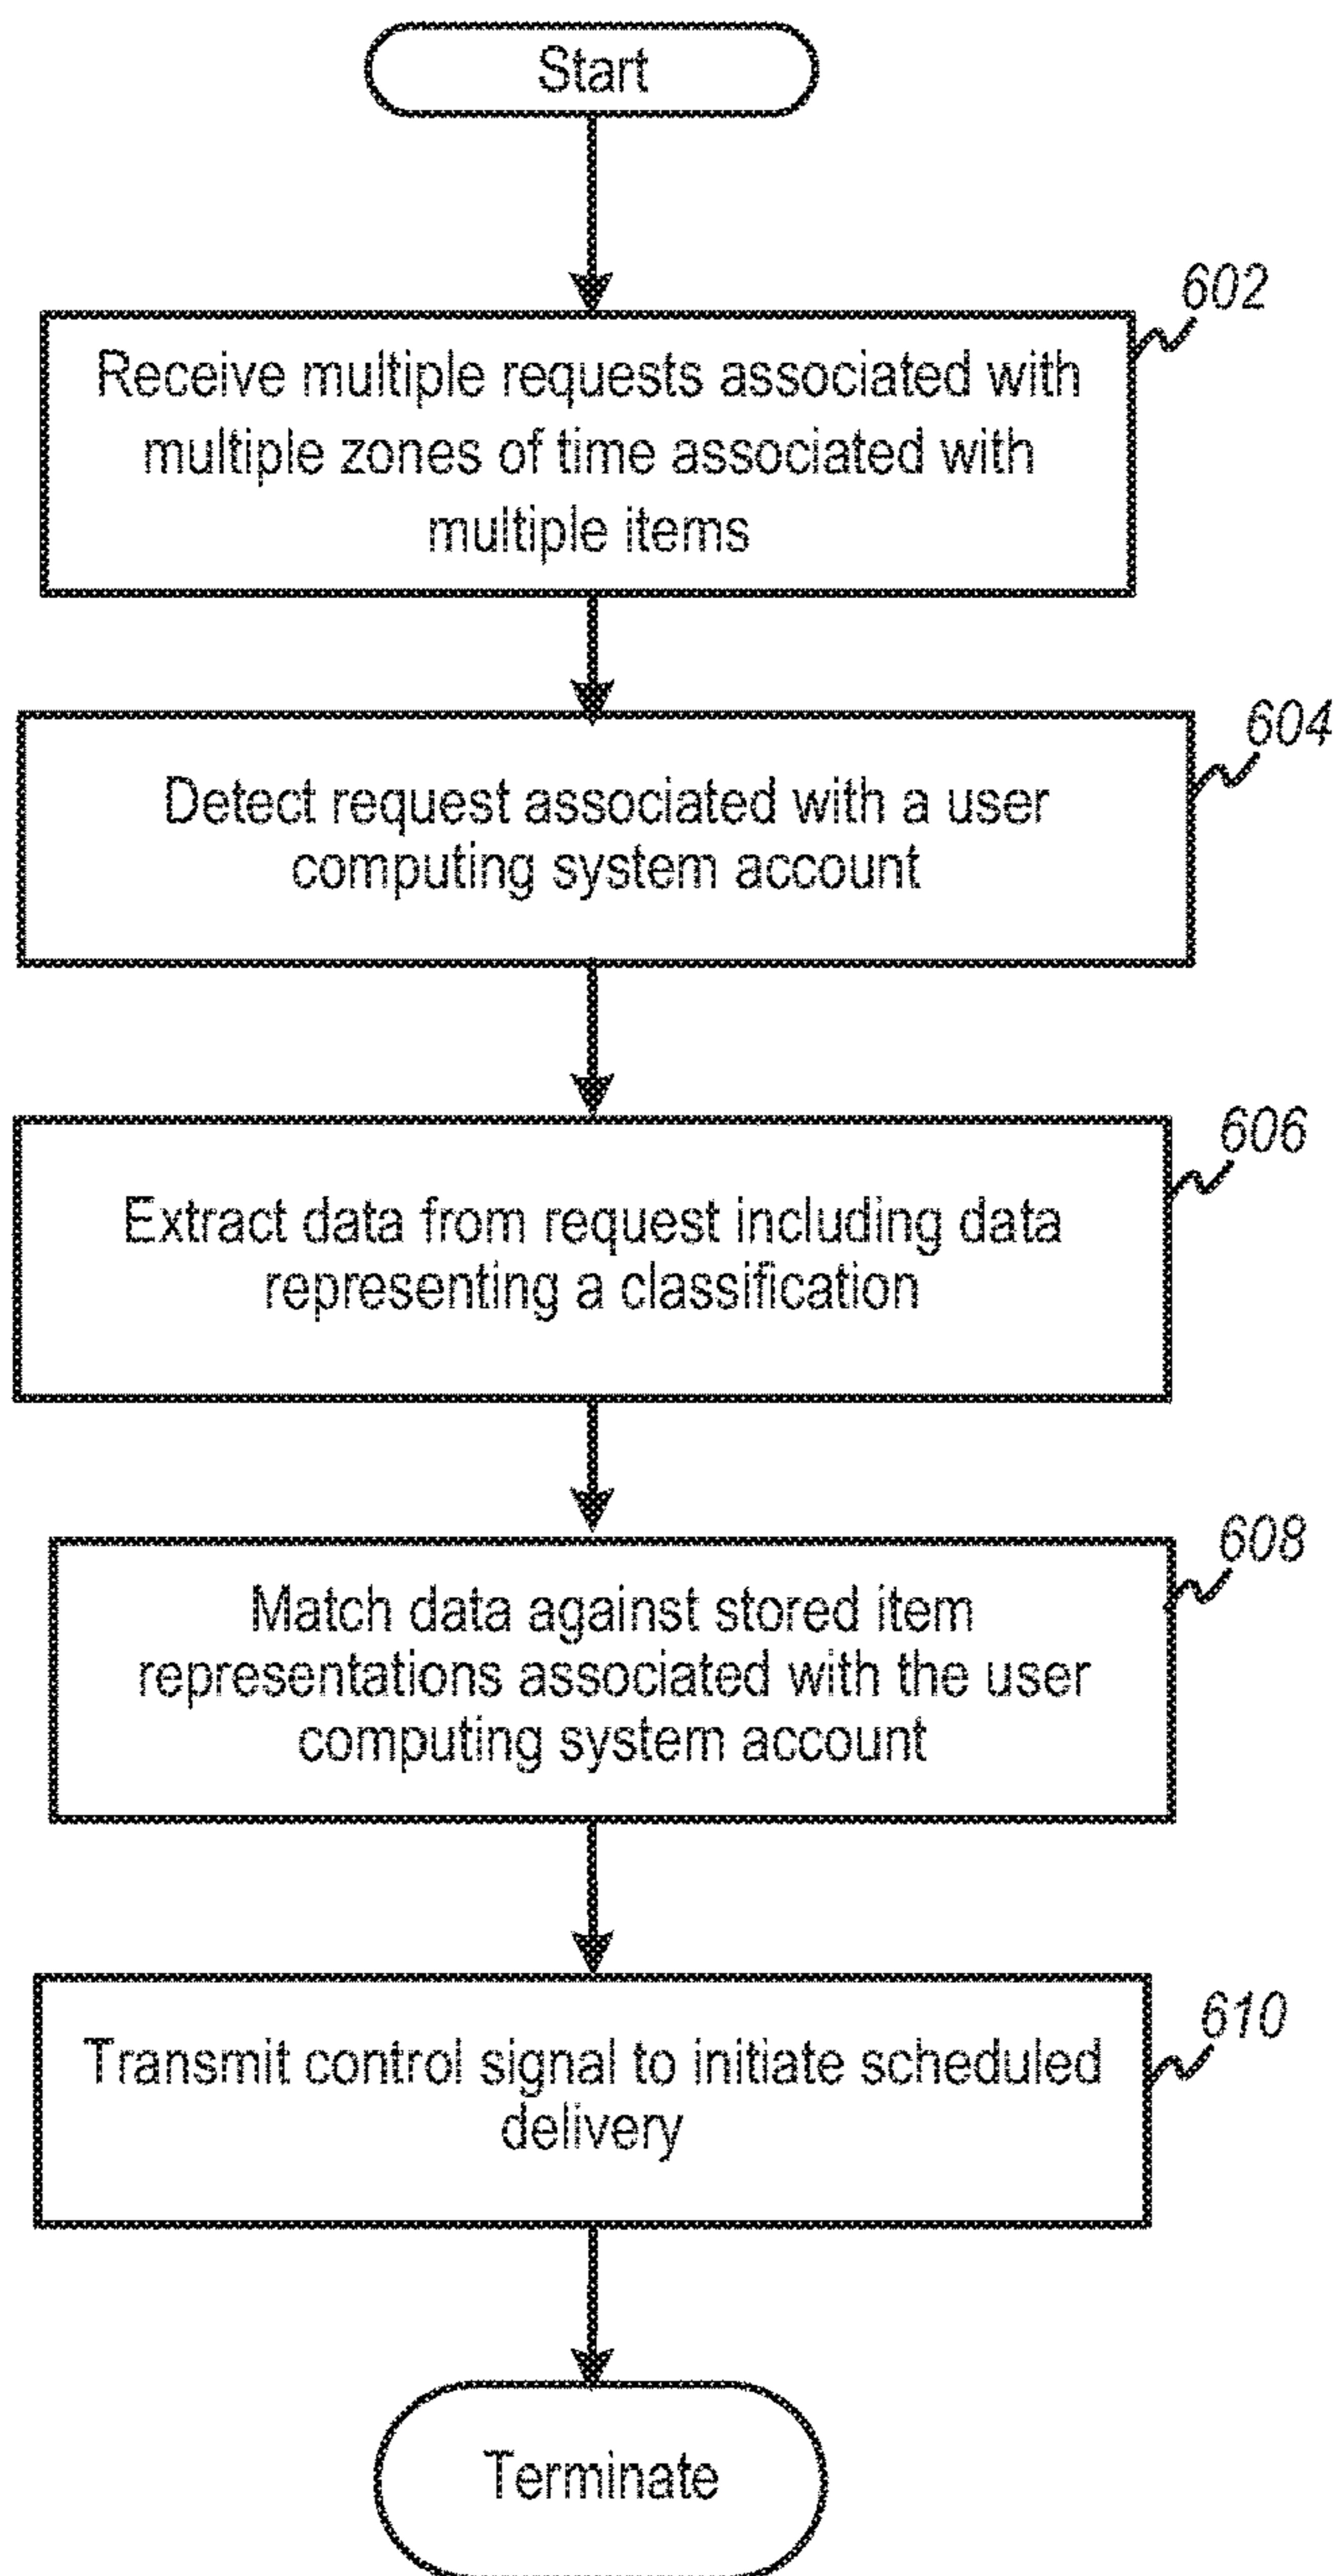 Start
602
Receive multiple requests associated with
multiple zones of time associated with
multiple items
604
Detect request associated with a user
computing system account
606
Extract data from request including data
representing a classification
608
Match data against stored item
representations associated with the user
computing system account
610
Transmit control signal to initiate scheduled
delivery
Terminate